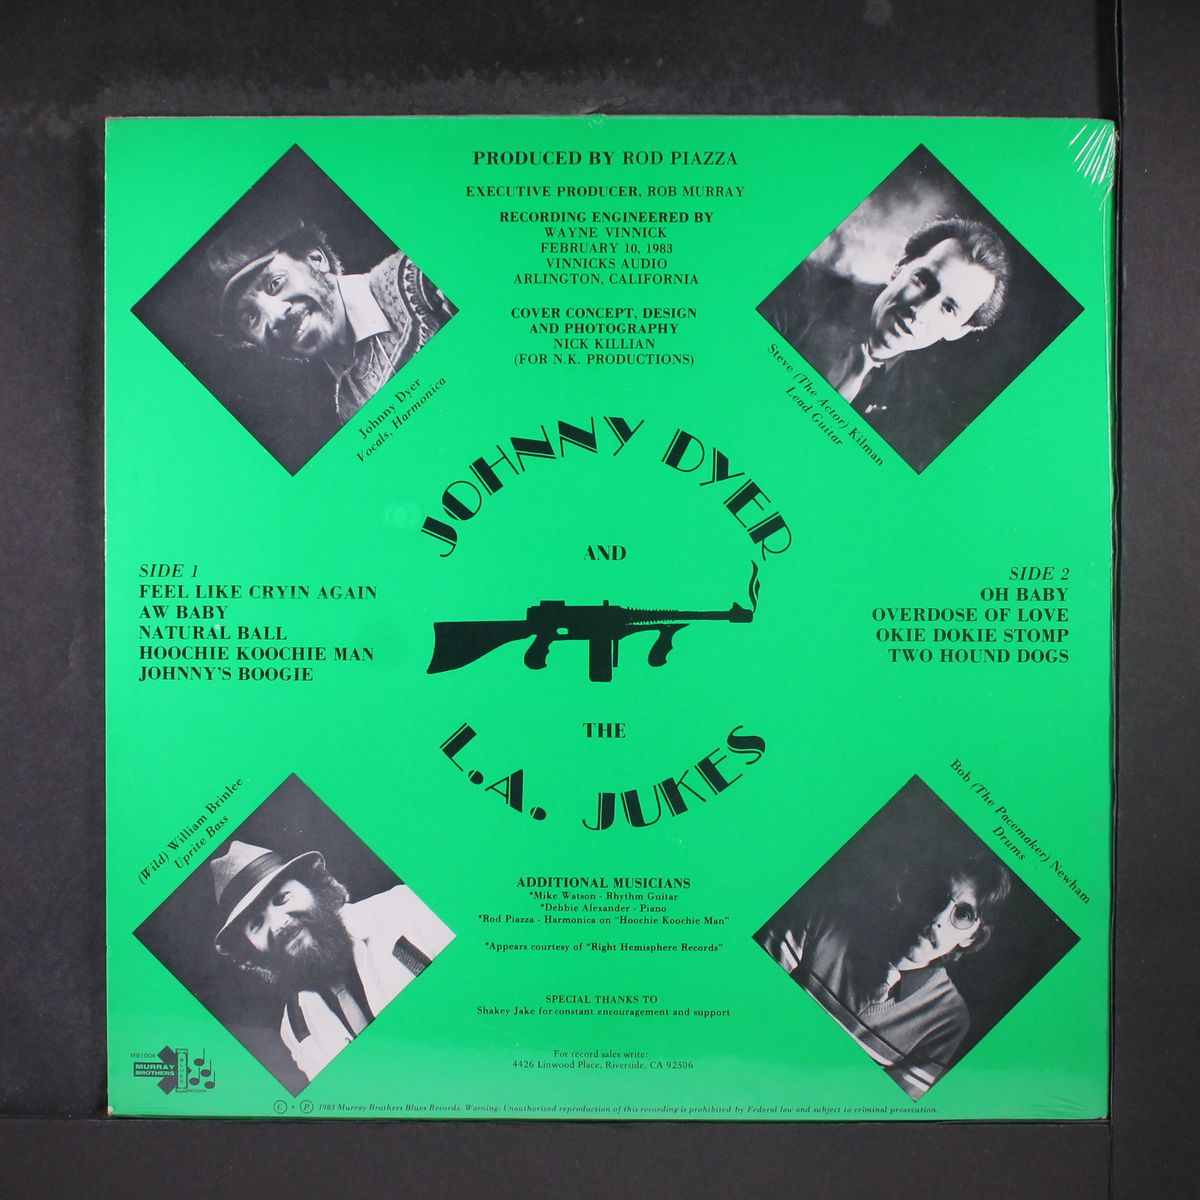 PRODUCED BY ROD PIAZZA
EXECUTIVE PRODUCER, ROB MURRAY
RECORDING ENGINEERED BY
WAYNE VINNICK
FEBRUARY 10, 1983
VINNICKS AUDIO
ARLINGTON, CALIFORNIA
COVER CONCEPT, DESIGN
AND PHOTOGRAPHY
NICK KILLIAN
(FOR N.K. PRODUCTIONS)
Johnny Dyer
Vocals, Harmonica
Steve (The Actor) Kilman
Lead Guitar
JOHNNY DYER
AND
THE
L.A. JUKES
SIDE 1
FEEL LIKE CRYIN AGAIN
AW BABY
NATURAL BALL
HOOCHIE KOOCHIE MAN
JOHNNY'S BOOGIE
SIDE 2
OH BABY
OVERDOSE OF LOVE
OKIE DOKIE STOMP
TWO HOUND DOGS
(Wild) William Brinlee
Uprite Bass
Bob (The Pacemaker) Newham
Drums
ADDITIONAL MUSICIANS
*Mike Watson - Rhythm Guitar
*Debbie Alexander - Piano
*Rod Piazza - Harmonica on "Hoochie Koochie Man"
*Appears courtesy of "Right Hemisphere Records"
SPECIAL THANKS TO
Shakey Jake for constant encouragement and support
For record sales write:
4426 Linwood Place, Riverside, CA 92506
MB1004
MURRAY
BROTHERS
BLUES
RECORDS
© + ℗ 1983 Murray Brothers Blues Records. Warning: Unauthorized reproduction of this recording is prohibited by Federal law and subject to criminal prosecution.